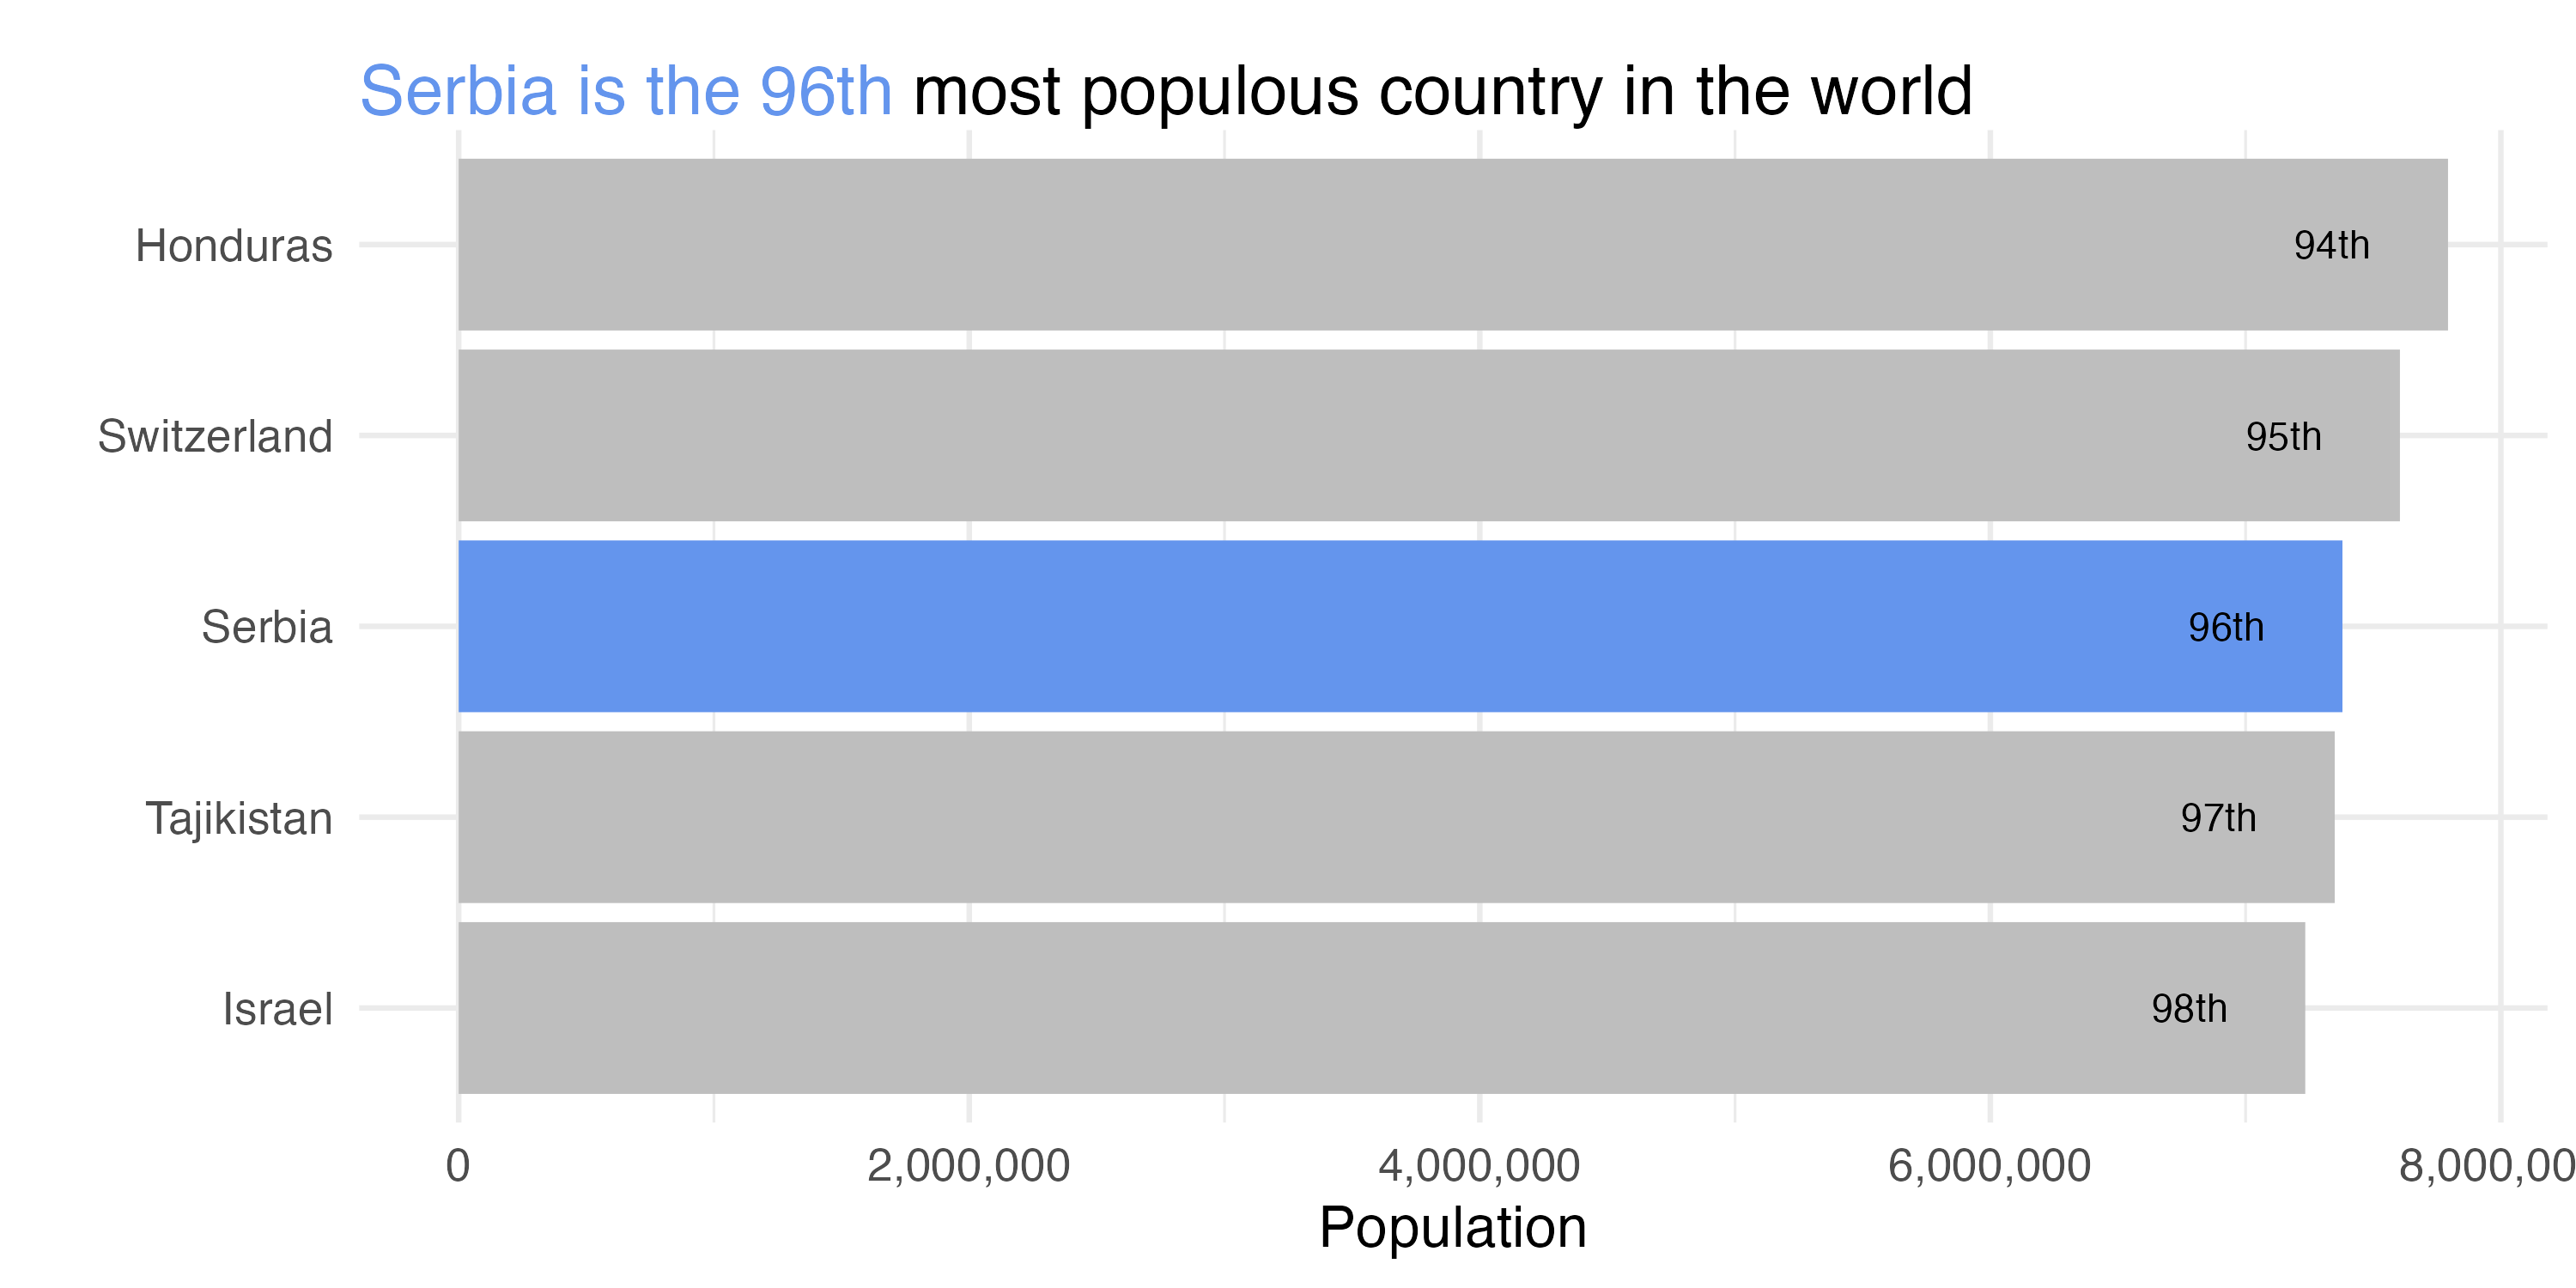 Serbia is the 96th most populous country in the world
Honduras
94th
Switzerland
95th
Serbia
96th
Tajikistan
97th
Israel
98th
0 2,000,000 4,000,000 6,000,000 8,000,00
Population